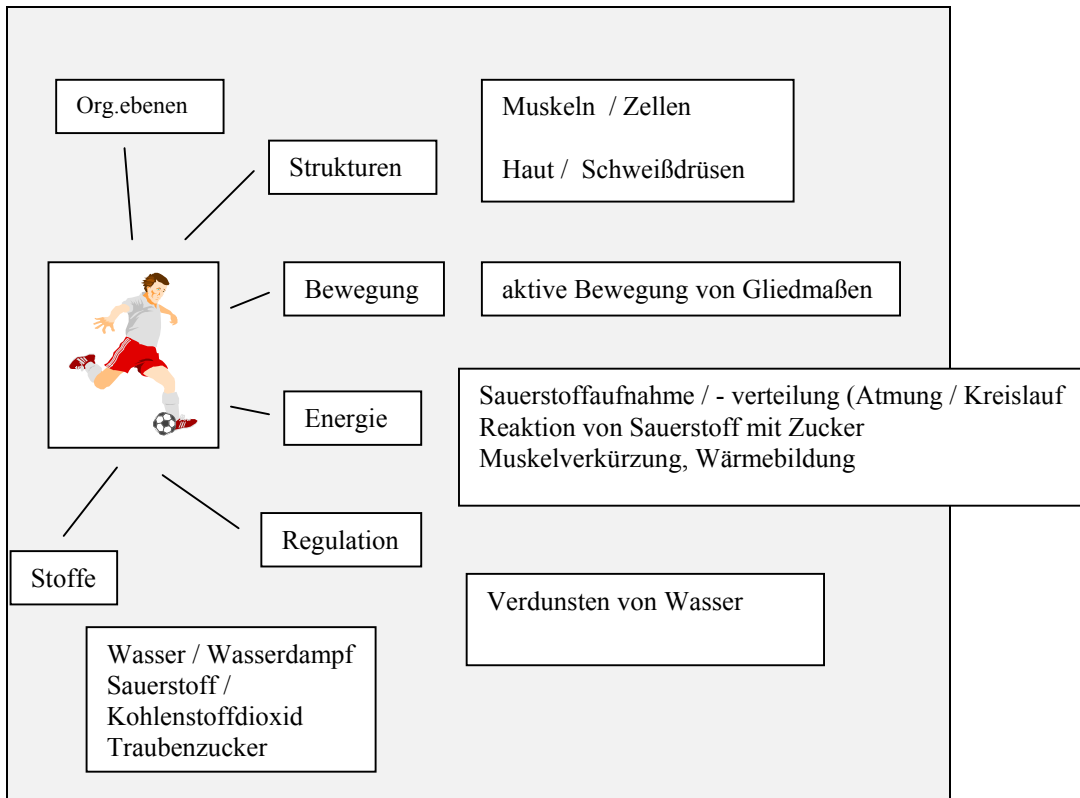 Org.ebenen
Strukturen
Muskeln / Zellen
Haut / Schweißdrüsen
Bewegung
aktive Bewegung von Gliedmaßen
Energie
Sauerstoffaufnahme / - verteilung (Atmung / Kreislauf
Reaktion von Sauerstoff mit Zucker
Muskelverkürzung, Wärmebildung
Regulation
Verdunsten von Wasser
Stoffe
Wasser / Wasserdampf
Sauerstoff /
Kohlenstoffdioxid
Traubenzucker